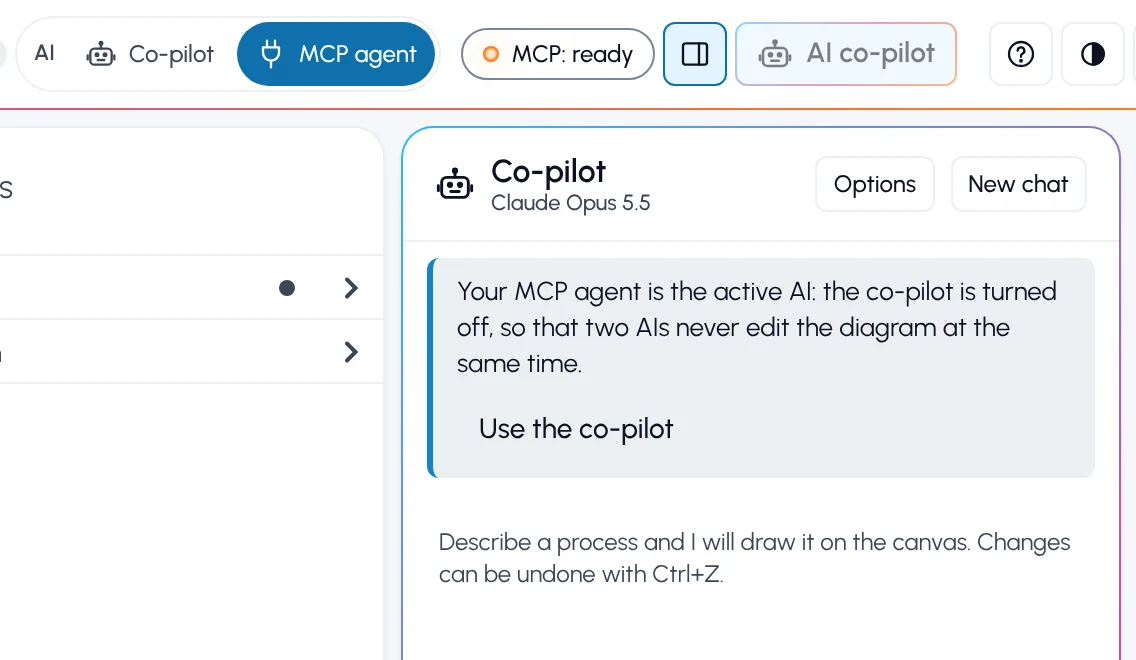 AI Co-pilot MCP agent MCP: ready AI co-pilot
Co-pilot
Claude Opus 5.5
Options New chat
Your MCP agent is the active AI: the co-pilot is turned
off, so that two AIs never edit the diagram at the
same time.
Use the co-pilot
Describe a process and I will draw it on the canvas. Changes
can be undone with Ctrl+Z.